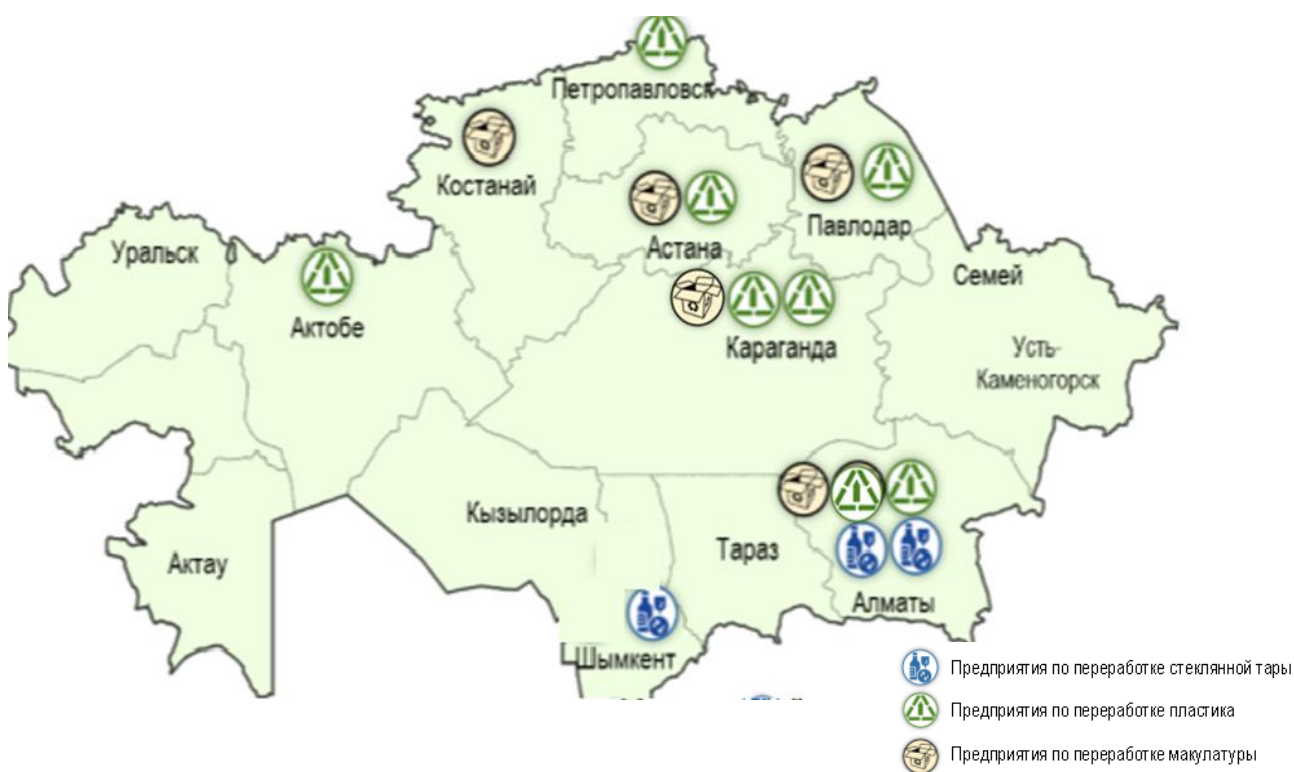 Петропавловск
Костанай
Павлодар
Астана
Уральск
Семей
Актобе
Караганда
Усть-
Каменогорск
Кызылорда
Тараз
Актау
Алматы
Шымкент
Предприятия по переработке стеклянной тары
Предприятия по переработке пластика
Предприятия по переработке макулатуры